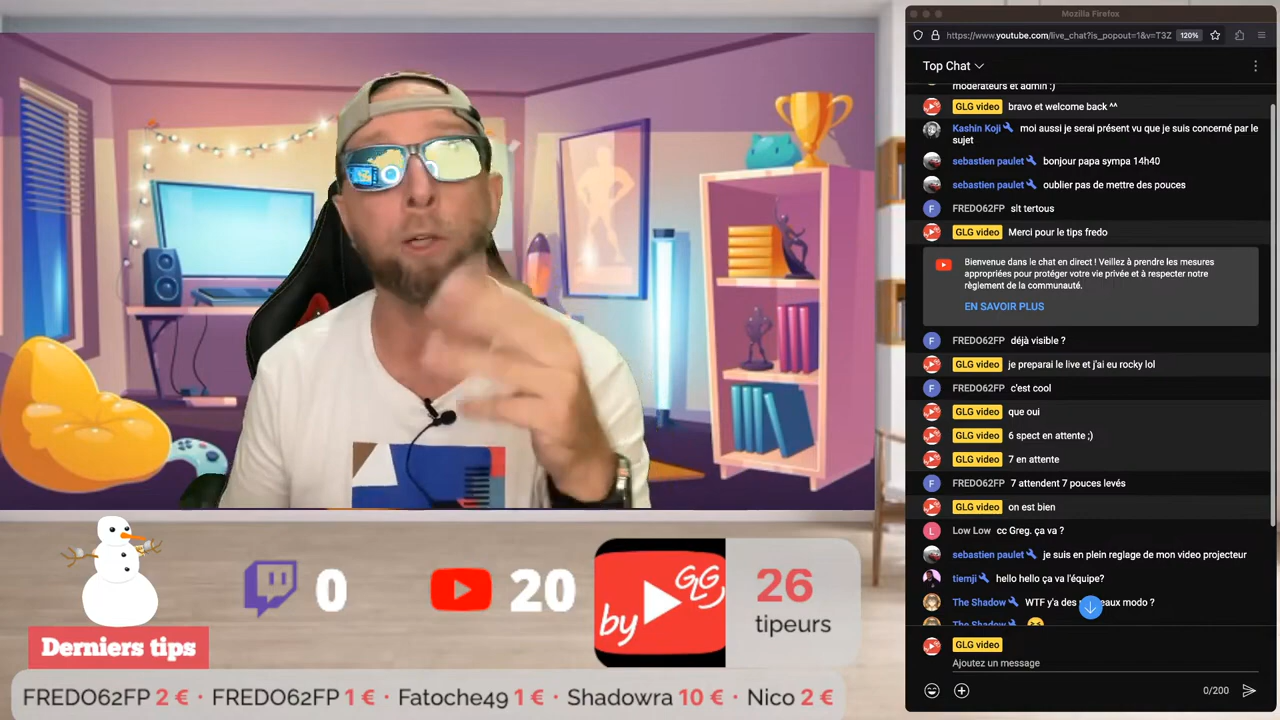 Mozilla Firefox
https://www.youtube.com/live_chat?is_popout=1&v=T3Z
120%
Top Chat
modérateurs et admin :)
GLG video bravo et welcome back ^^
Kashin Koji moi aussi je serai présent vu que je suis concerné par le
sujet
sebastien paulet bonjour papa sympa 14h40
sebastien paulet oublier pas de mettre des pouces
F FREDO62FP slt tertous
GLG video Merci pour le tips fredo
Bienvenue dans le chat en direct ! Veillez à prendre les mesures
appropriées pour protéger votre vie privée et à respecter notre
règlement de la communauté.
EN SAVOIR PLUS
F FREDO62FP déjà visible ?
GLG video je preparai le live et j'ai eu rocky lol
F FREDO62FP c'est cool
GLG video que oui
GLG video 6 spect en attente ;)
GLG video 7 en attente
F FREDO62FP 7 attendent 7 pouces levés
GLG video on est bien
L Low Low cc Greg. ça va ?
sebastien paulet je suis en plein reglage de mon video projecteur
tiemji hello hello ça va l'équipe?
The Shadow WTF y'a des eaux modo ?
The Shadow
GLG video
Ajoutez un message
0/200
0
20
by GLG
26
tipeurs
Derniers tips
FREDO62FP 2 € · FREDO62FP 1 € · Fatoche49 1 € · Shadowra 10 € · Nico 2 €